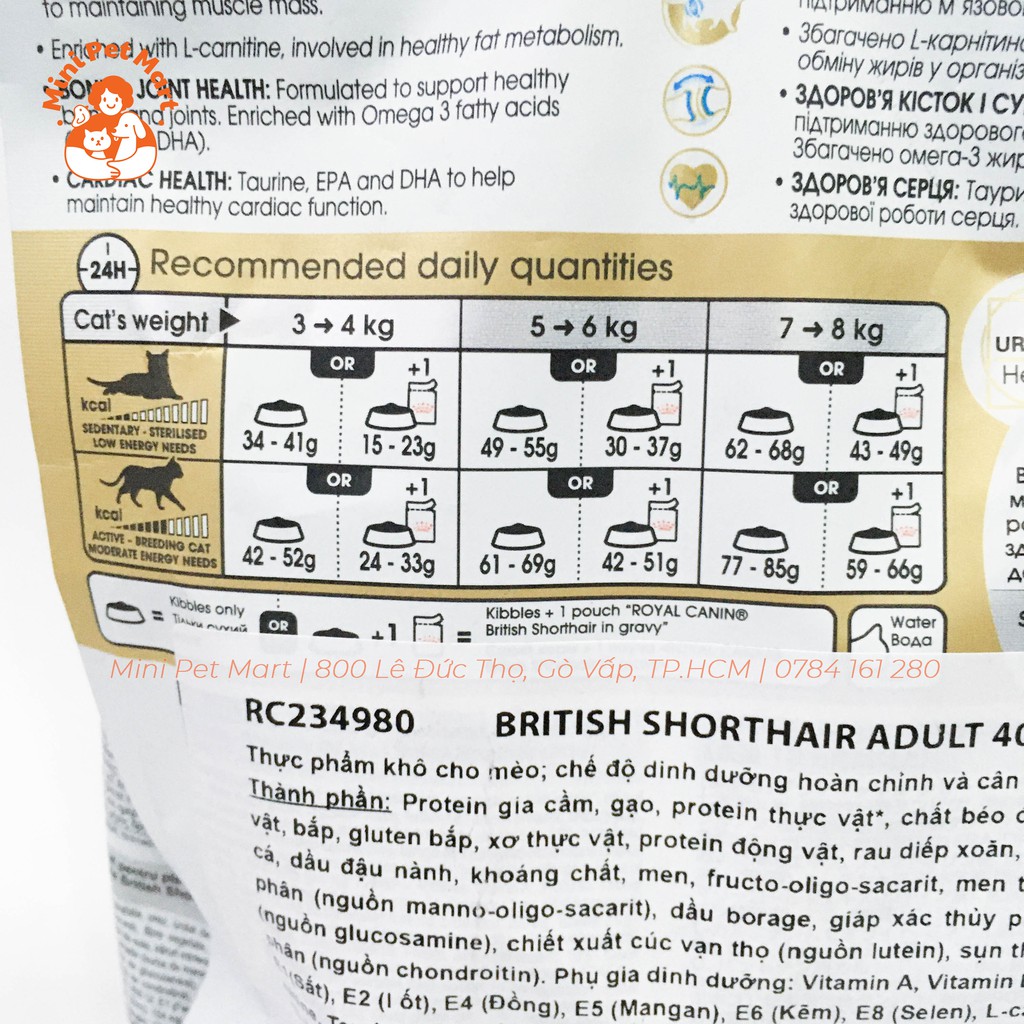 to maintaining muscle mass.
• Enriched with L-carnitine, involved in healthy fat metabolism.
JOINT HEALTH: Formulated to support healthy
and joints. Enriched with Omega 3 fatty acids
DHA).
• CARDIAC HEALTH: Taurine, EPA and DHA to help
maintain healthy cardiac function.
Mini Pet Mart
• Збагачено L-карнітино
обміну жирів у організ
• ЗДОРОВ'Я КІСТОК І СУ
підтриманню здорового
Збагачено омега-3 жир
• ЗДОРОВ'Я СЕРЦЯ: Таури
здорової роботи серця.
24H Recommended daily quantities
Cat's weight 3 → 4 kg 5 → 6 kg 7 → 8 kg
OR +1 OR +1 OR +1
kcal
SEDENTARY - STERILISED
LOW ENERGY NEEDS
34 - 41g 15 - 23g 49 - 55g 30 - 37g 62 - 68g 43 - 49g
OR +1 OR +1 OR +1
kcal
ACTIVE - BREEDING CAT
MODERATE ENERGY NEEDS
42 - 52g 24 - 33g 61 - 69g 42 - 51g 77 - 85g 59 - 66g
= Kibbles only
OR +1 = Kibbles + 1 pouch "ROYAL CANIN®
British Shorthair in gravy"
Water
Вода
UR
He
Mini Pet Mart | 800 Lê Đức Thọ, Gò Vấp, TP.HCM | 0784 161 280
RC234980 BRITISH SHORTHAIR ADULT 40
Thực phẩm khô cho mèo; chế độ dinh dưỡng hoàn chỉnh và cân
Thành phần: Protein gia cầm, gạo, protein thực vật*, chất béo
vật, bắp, gluten bắp, xơ thực vật, protein động vật, rau diếp xoăn,
cá, dầu đậu nành, khoáng chất, men, fructo-oligo-sacarit, men t
phân (nguồn manno-oligo-sacarit), dầu borage, giáp xác thủy p
(nguồn glucosamine), chiết xuất cúc vạn thọ (nguồn lutein), sụn th
phân (nguồn chondroitin). Phụ gia dinh dưỡng: Vitamin A, Vitamin
(Sắt), E2 (I ốt), E4 (Đồng), E5 (Mangan), E6 (Kẽm), E8 (Selen), L-c